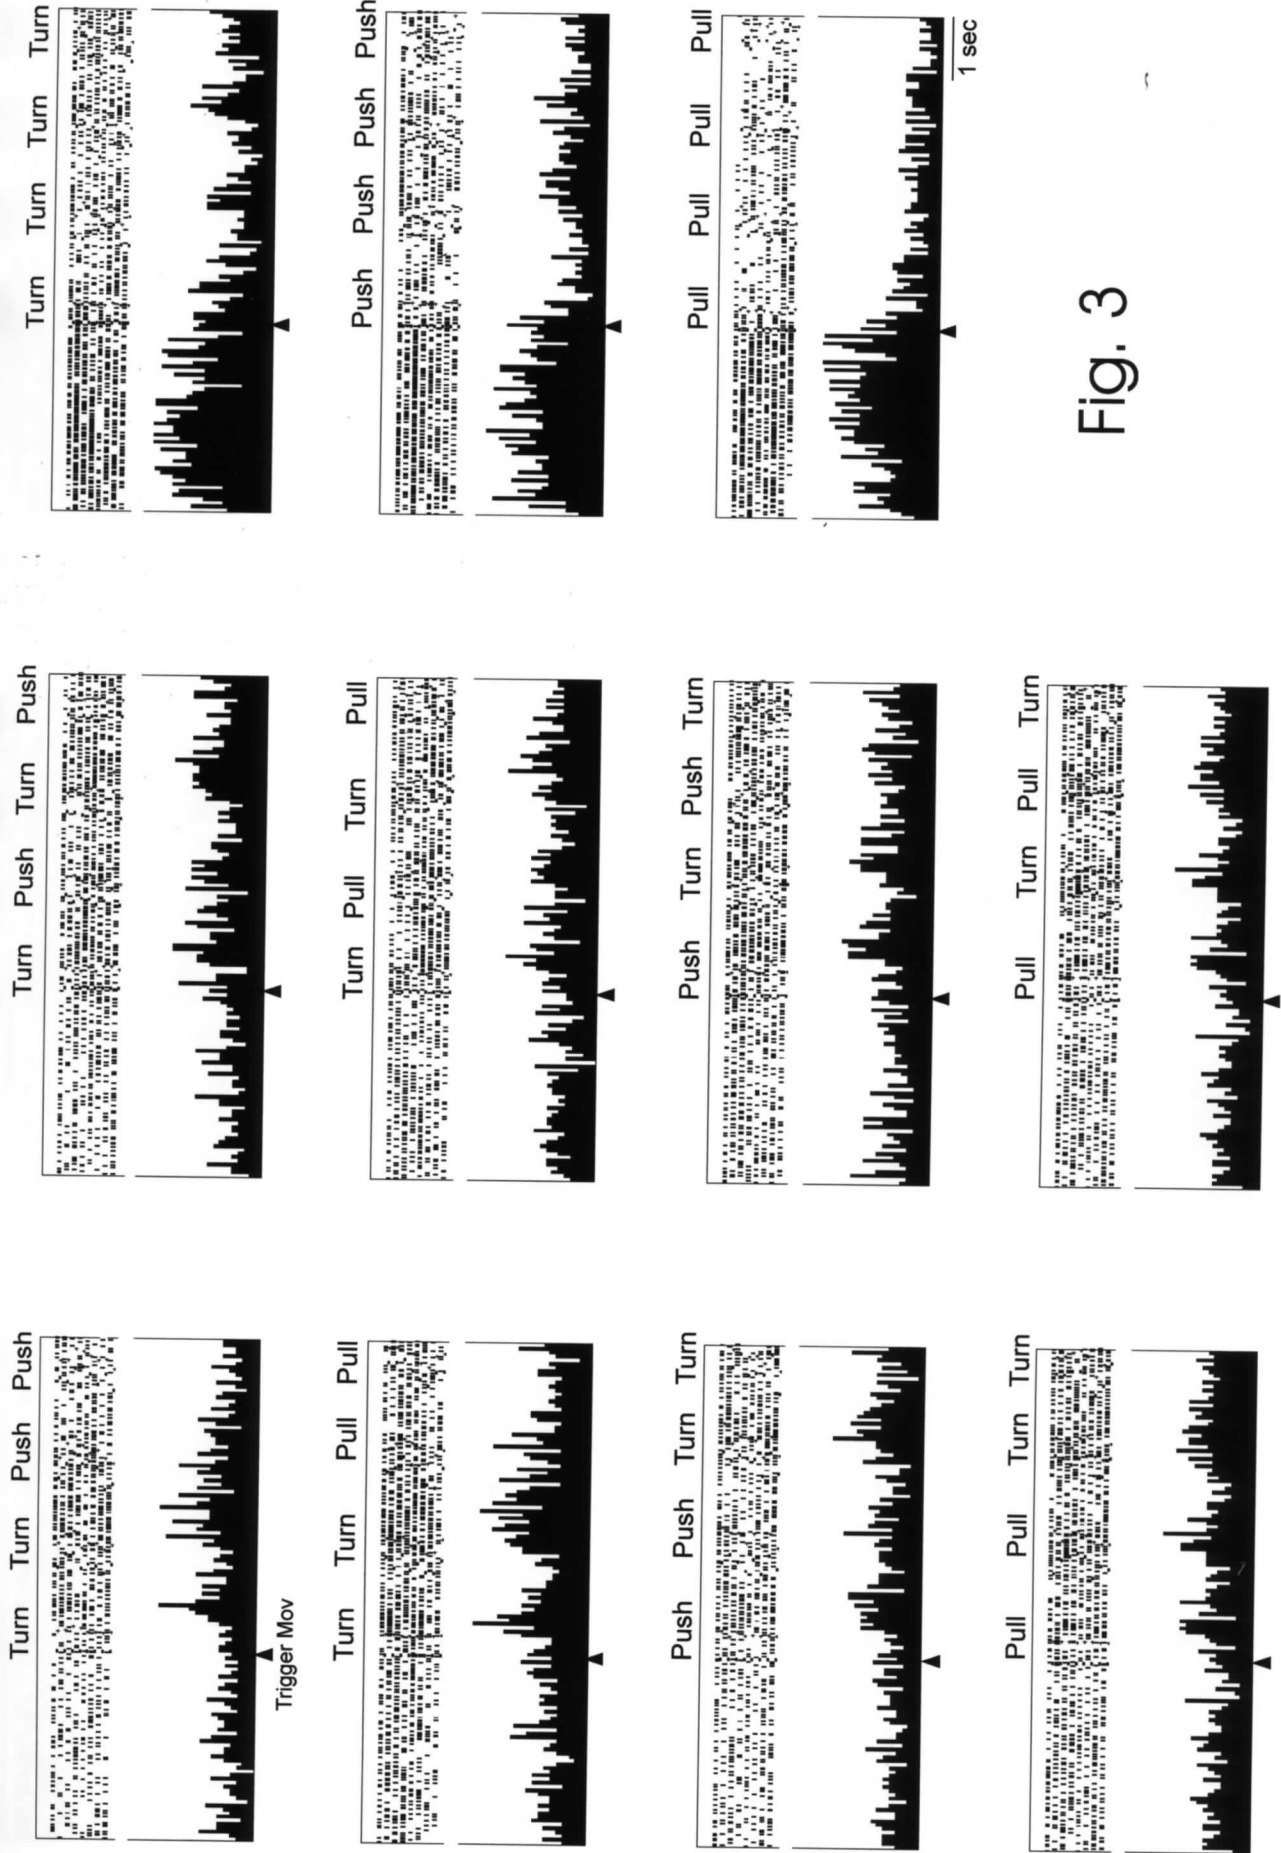 Turn Turn Push Push
Trigger Mov
Turn Push Turn Push
Turn Turn Turn Turn
Turn Turn Pull Pull
Turn Pull Turn Pull
Push Push Push Push
Push Push Turn Turn
Push Turn Push Turn
Pull Pull Pull Pull
1 sec
Pull Pull Turn Turn
Pull Turn Pull Turn
Fig. 3